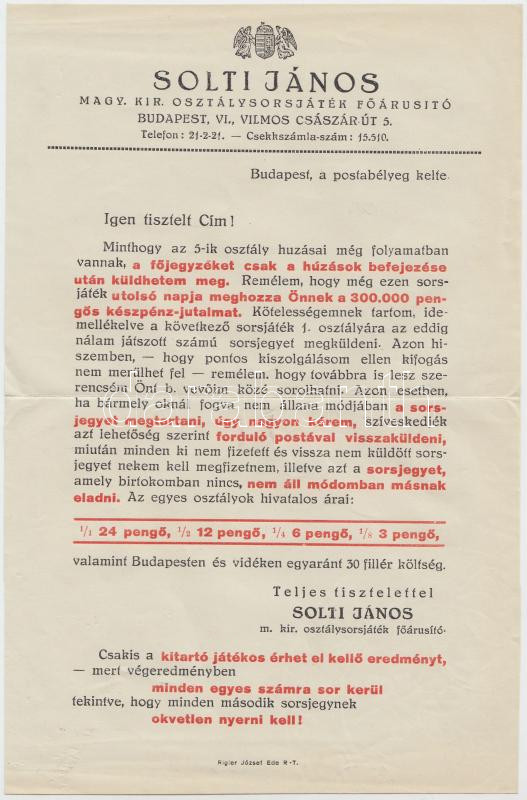 SOLTI JÁNOS
MAGY. KIR. OSZTÁLYSORSJÁTÉK FŐÁRUSITÓ
BUDAPEST, VI., VILMOS CSÁSZÁR-ÚT 5.
Telefon: 21-2-21. — Csekkszámla-szám: 15.510.
Budapest, a postabélyeg kelte.
Igen tisztelt Cím!
Minthogy az 5-ik osztály huzásai még folyamatban
vannak, a főjegyzéket csak a húzások befejezése
után küldhetem meg. Remélem, hogy még ezen sors-
játék utolsó napja meghozza Önnek a 300.000 pen-
gős készpénz-jutalmat. Kötelességemnek tartom, ide-
mellékelve a következő sorsjáték 1. osztályára az eddig
nálam játszott számú sorsjegyet megküldeni. Azon hi-
szemben, — hogy pontos kiszolgálásom ellen kifogás
nem merülhet fel — remélen, hogy továbbra is lesz sze-
rencsém Önt b. vevőim közé sorolhatni. Azon esetben,
ha bármely oknál fogva nem állana módjában a sors-
jegyet megtartani, úgy nagyon kérem, szíveskedjék
azt lehetőség szerint forduló postával visszaküldeni,
miután minden ki nem fizetett és vissza nem küldött sors-
jegyet nekem kell megfizetnem, illetve azt a sorsjegyet,
amely birtokomban nincs, nem áll módomban másnak
eladni. Az egyes osztályok hivatalos árai:
1/1 24 pengő, 1/2 12 pengő, 1/4 6 pengő, 1/8 3 pengő,
valamint Budapesten és vidéken egyaránt 30 fillér költség.
Teljes tisztelettel
SOLTI JÁNOS
m. kir. osztálysorsjáték főárusító.
Csakis a kitartó játékos érhet el kellő eredményt,
— mert végeredményben
minden egyes számra sor kerül
tekintve, hogy minden második sorsjegynek
okvetlen nyerni kell!
Rigler József Ede R-T.
darabanth.com